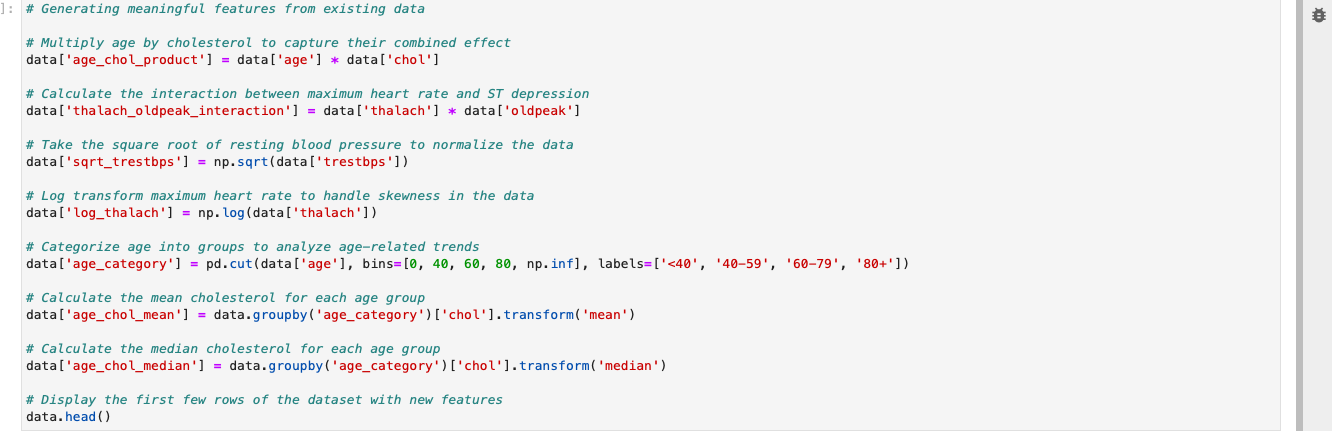 ]: # Generating meaningful features from existing data
# Multiply age by cholesterol to capture their combined effect
data['age_chol_product'] = data['age'] * data['chol']
# Calculate the interaction between maximum heart rate and ST depression
data['thalach_oldpeak_interaction'] = data['thalach'] * data['oldpeak']
# Take the square root of resting blood pressure to normalize the data
data['sqrt_trestbps'] = np.sqrt(data['trestbps'])
# Log transform maximum heart rate to handle skewness in the data
data['log_thalach'] = np.log(data['thalach'])
# Categorize age into groups to analyze age-related trends
data['age_category'] = pd.cut(data['age'], bins=[0, 40, 60, 80, np.inf], labels=['<40', '40-59', '60-79', '80+'])
# Calculate the mean cholesterol for each age group
data['age_chol_mean'] = data.groupby('age_category')['chol'].transform('mean')
# Calculate the median cholesterol for each age group
data['age_chol_median'] = data.groupby('age_category')['chol'].transform('median')
# Display the first few rows of the dataset with new features
data.head()